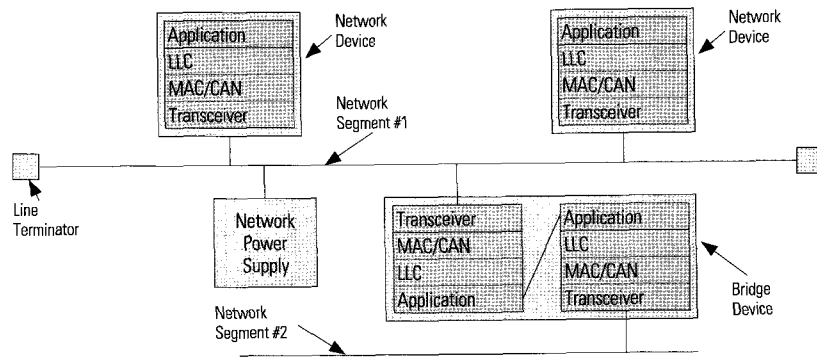 Application
LLC
MAC/CAN
Transceiver
Network
Device
Application
LLC
MAC/CAN
Transceiver
Network
Device
Network
Segment #1
Line
Terminator
Network
Power
Supply
Transceiver
MAC/CAN
LLC
Application
Application
LLC
MAC/CAN
Transceiver
Bridge
Device
Network
Segment #2